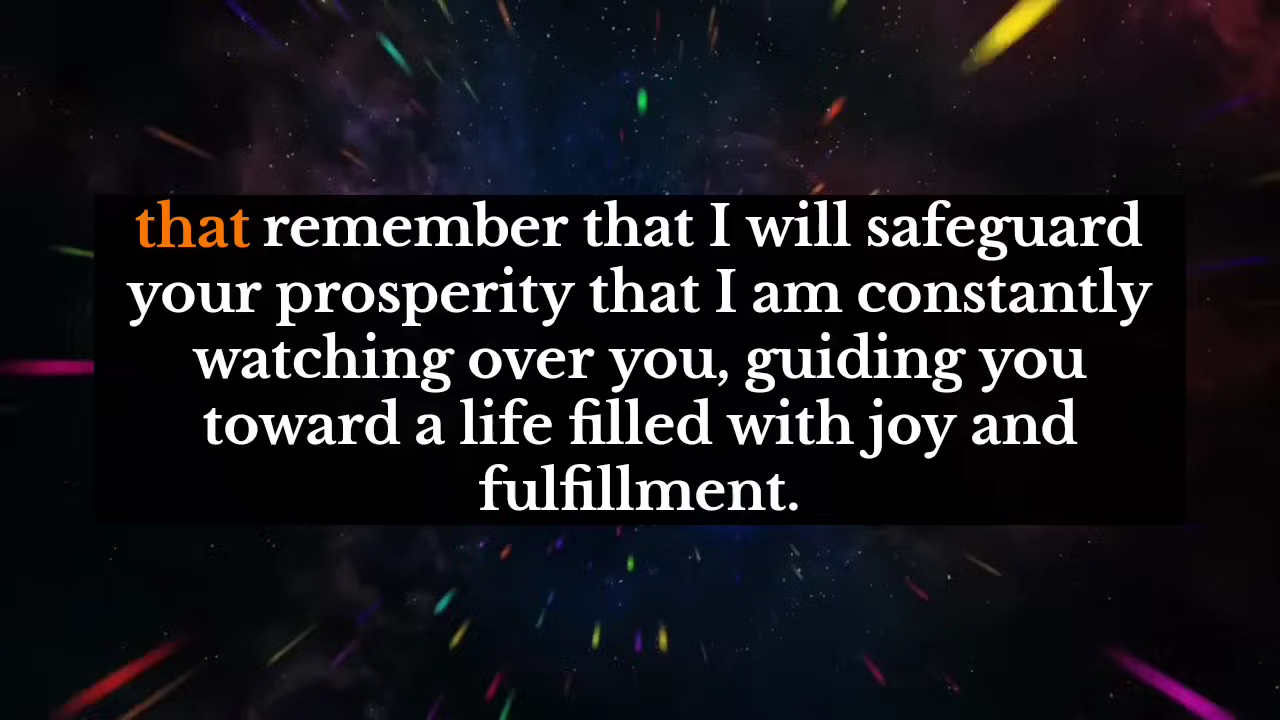 that remember that I will safeguard
your prosperity that I am constantly
watching over you, guiding you
toward a life filled with joy and
fulfillment.